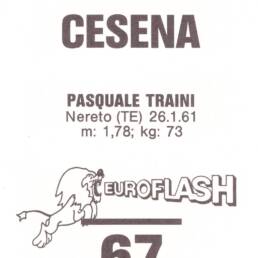 CESENA
PASQUALE TRAINI
Nereto (TE) 26.1.61
m: 1,78; kg: 73
EUROFLASH
67